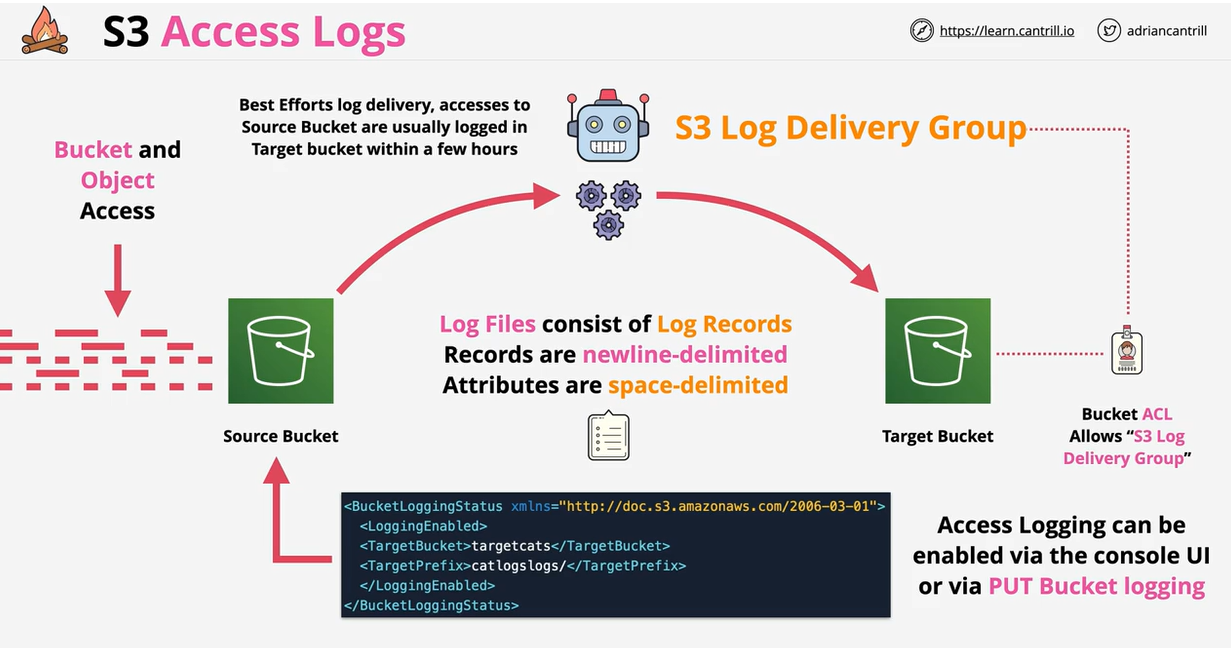 S3 Access Logs
https://learn.cantrill.io
adriancantrill
Best Efforts log delivery, accesses to
Source Bucket are usually logged in
Target bucket within a few hours
S3 Log Delivery Group
Bucket and
Object
Access
Log Files consist of Log Records
Records are newline-delimited
Attributes are space-delimited
Source Bucket
Target Bucket
Bucket ACL
Allows “S3 Log
Delivery Group”
<BucketLoggingStatus xmlns="http://doc.s3.amazonaws.com/2006-03-01">
<LoggingEnabled>
<TargetBucket>targetcats</TargetBucket>
<TargetPrefix>catlogslogs/</TargetPrefix>
</LoggingEnabled>
</BucketLoggingStatus>
Access Logging can be
enabled via the console UI
or via PUT Bucket logging